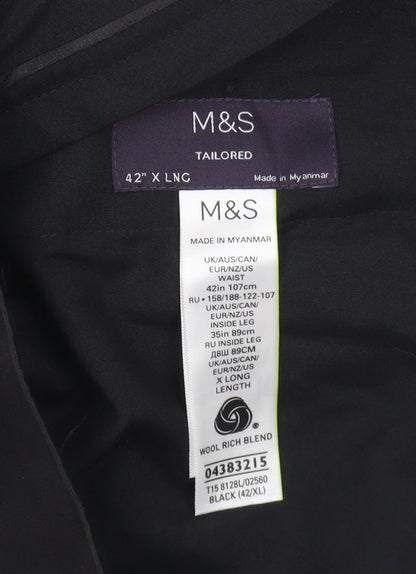 M&S
TAILORED
42" X LNG Made in Myanmar
M&S
MADE IN MYANMAR
UK/AUS/CAN/
EUR/NZ/US
WAIST
42in 107cm
RU • 158/188-122-107
UK/AUS/CAN/
EUR/NZ/US
INSIDE LEG
35in 89cm
RU INSIDE LEG
ДВШ 89CM
UK/AUS/CAN/
EUR/NZ/US
X LONG
LENGTH
®
WOOL RICH BLEND
04383215
T15 8128L/02560
BLACK (42/XL)